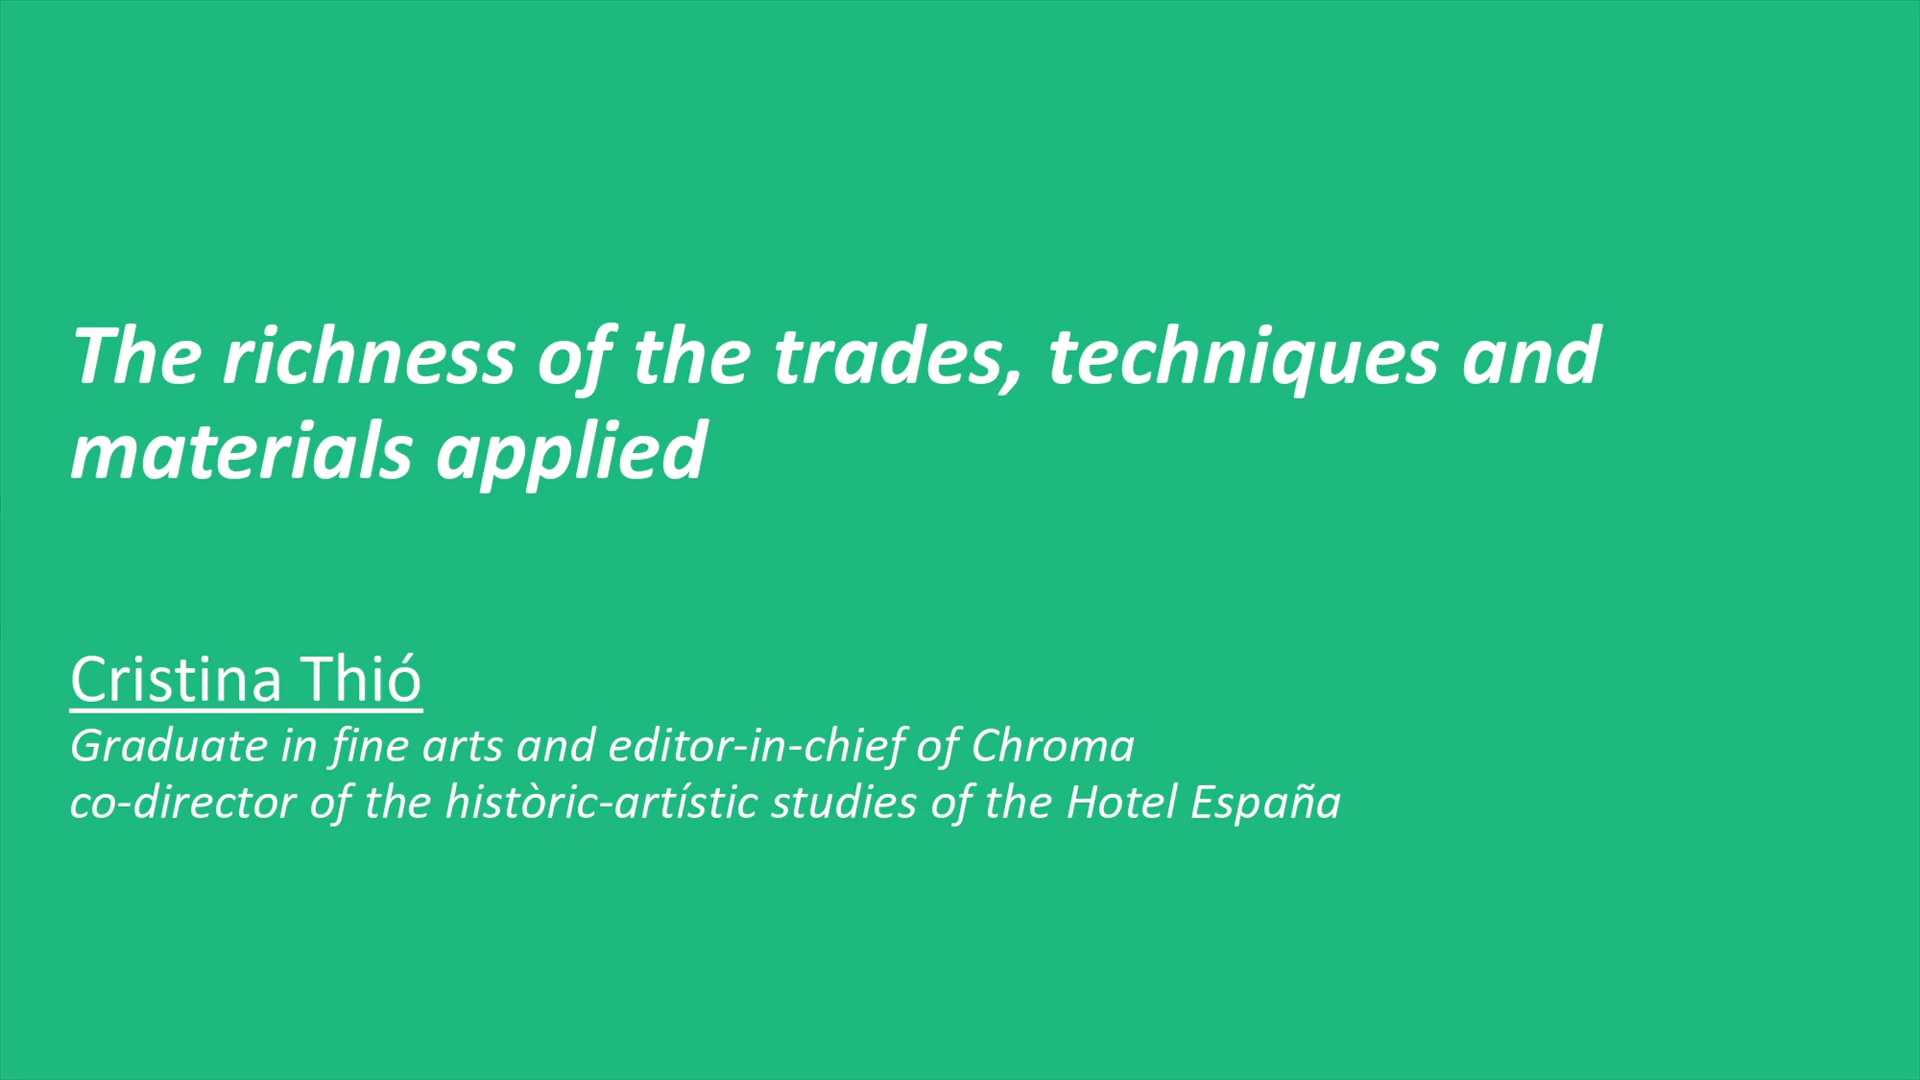 The richness of the trades, techniques and
materials applied
Cristina Thió
Graduate in fine arts and editor-in-chief of Chroma
co-director of the històric-artístic studies of the Hotel España